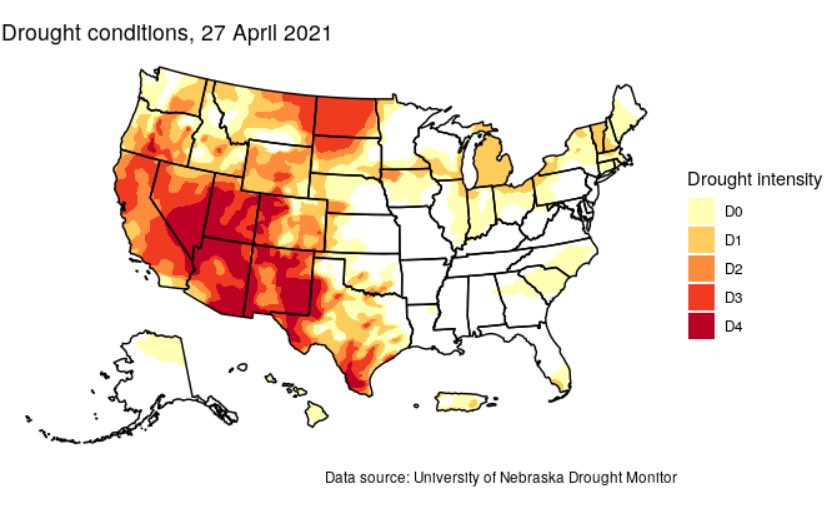 Drought conditions, 27 April 2021
Drought intensity
D0
D1
D2
D3
D4
Data source: University of Nebraska Drought Monitor